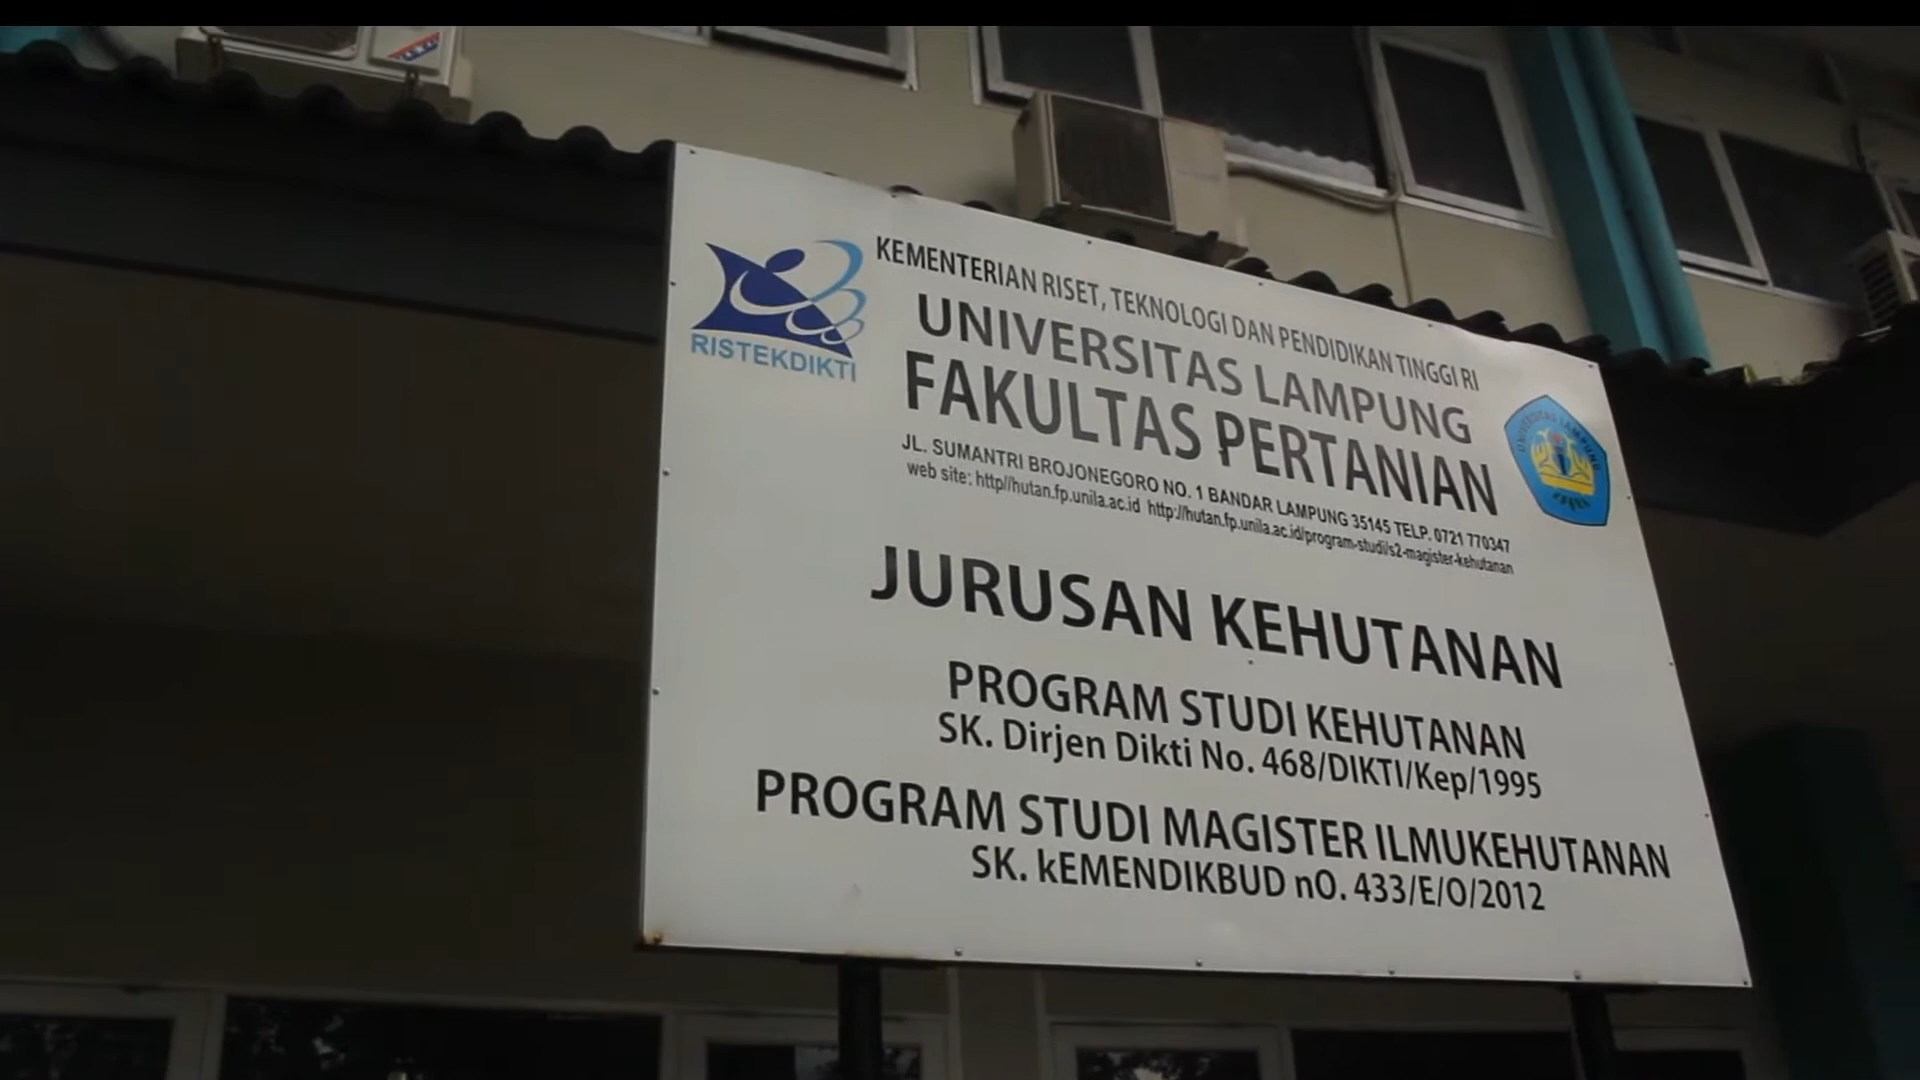 KEMENTERIAN RISET, TEKNOLOGI DAN PENDIDIKAN TINGGI RI
UNIVERSITAS LAMPUNG
FAKULTAS PERTANIAN
JL. SUMANTRI BROJONEGORO NO. 1 BANDAR LAMPUNG 35145 TELP. 0721 770347
web site: http//hutan.fp.unila.ac.id http://hutan.fp.unila.ac.id/program-studi/s2-magister-kehutanan
RISTEKDIKTI
UNIVERSITAS LAMPUNG
JURUSAN KEHUTANAN
PROGRAM STUDI KEHUTANAN
SK. Dirjen Dikti No. 468/DIKTI/Kep/1995
PROGRAM STUDI MAGISTER ILMUKEHUTANAN
SK. kEMENDIKBUD nO. 433/E/O/2012